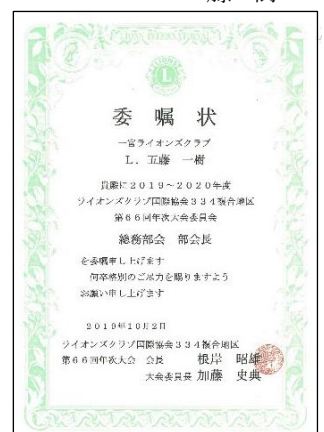 委嘱状
一宮ライオンズクラブ
L. 五藤 一樹
貴殿に2019～2020年度
ライオンズクラブ国際協会334複合地区
第66回年次大会委員会
総務部会 部会長
を委嘱申し上げます
何卒格別のご尽力を賜りますよう
お願い申し上げます
2019年10月2日
ライオンズクラブ国際協会334複合地区
第66回年次大会 会長 根岸 昭雄
大会委員長 加藤 史典